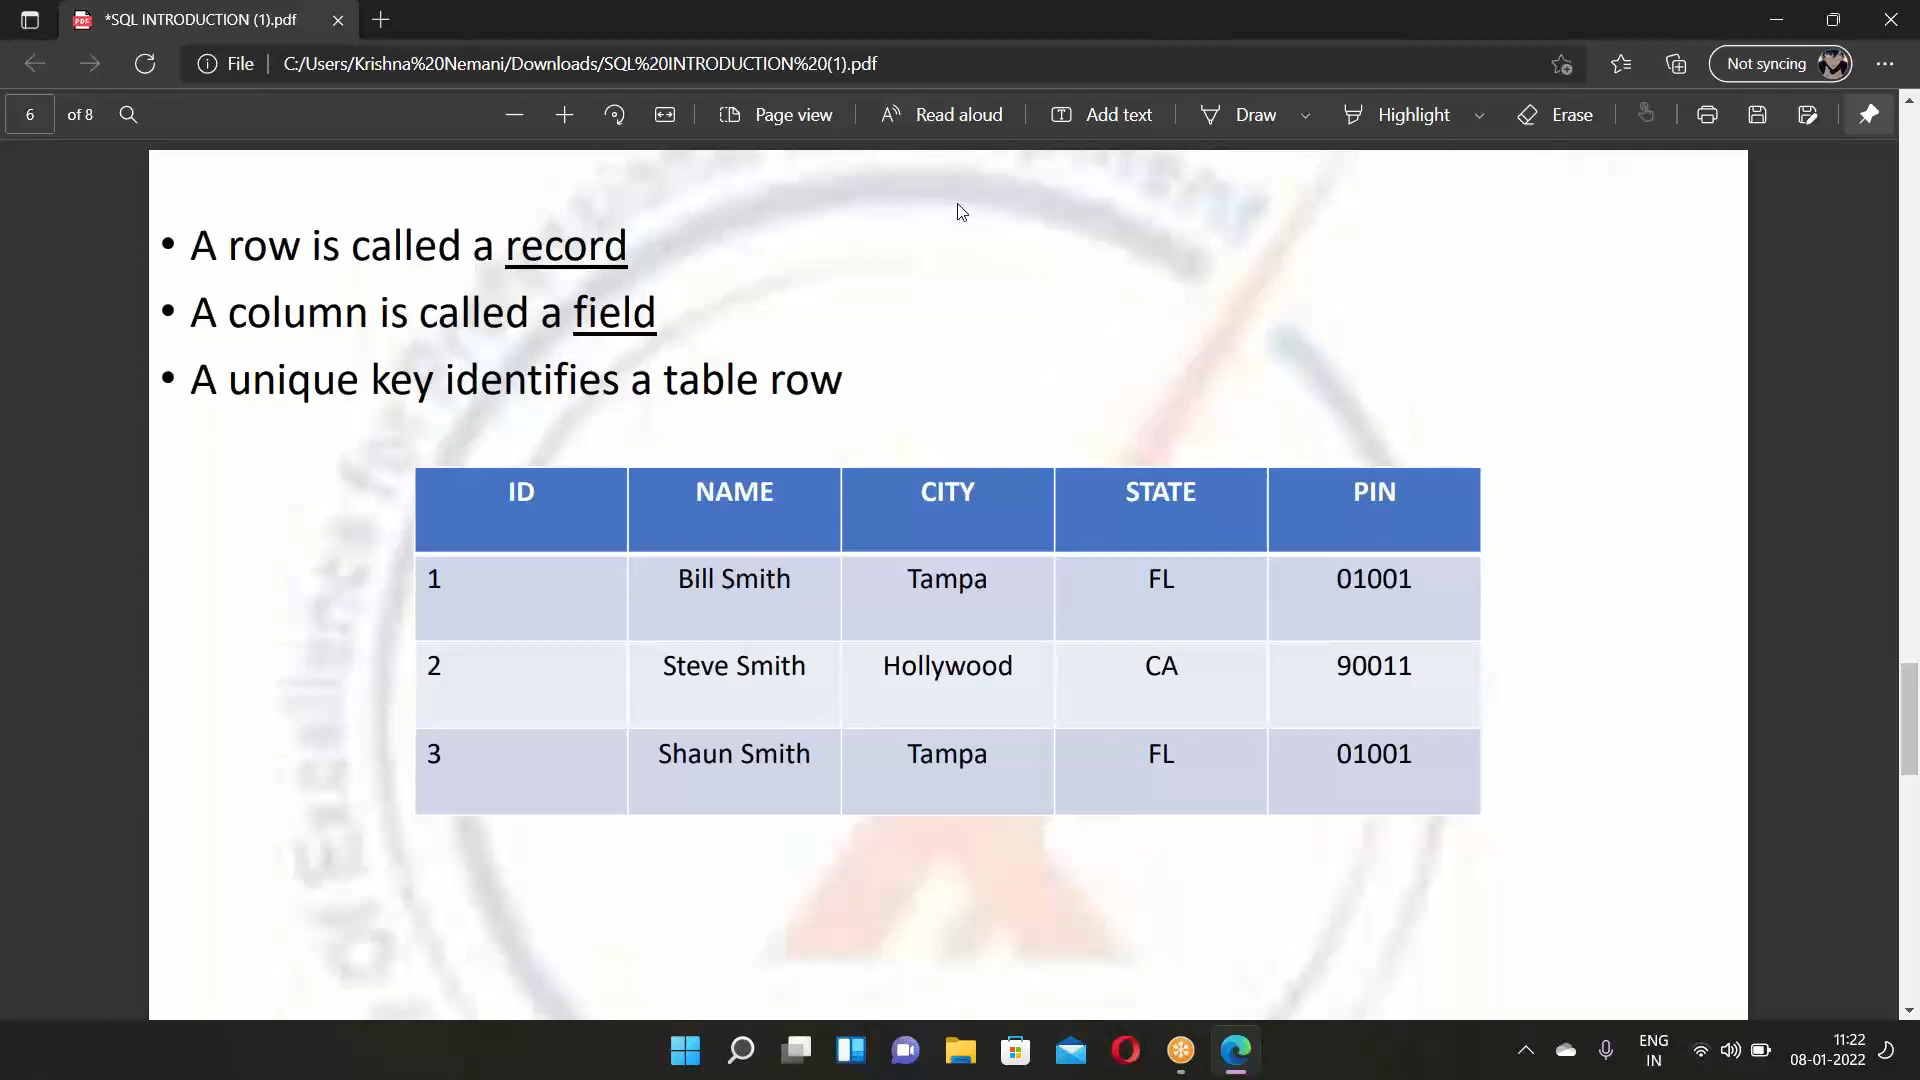 *SQL INTRODUCTION (1).pdf
File C:/Users/Krishna%20Nemani/Downloads/SQL%20INTRODUCTION%20(1).pdf Not syncing
6 of 8 Page view Read aloud Add text Draw Highlight Erase
• A row is called a record
• A column is called a field
• A unique key identifies a table row
ID NAME CITY STATE PIN
1 Bill Smith Tampa FL 01001
2 Steve Smith Hollywood CA 90011
3 Shaun Smith Tampa FL 01001
ENG 11:22
IN 08-01-2022